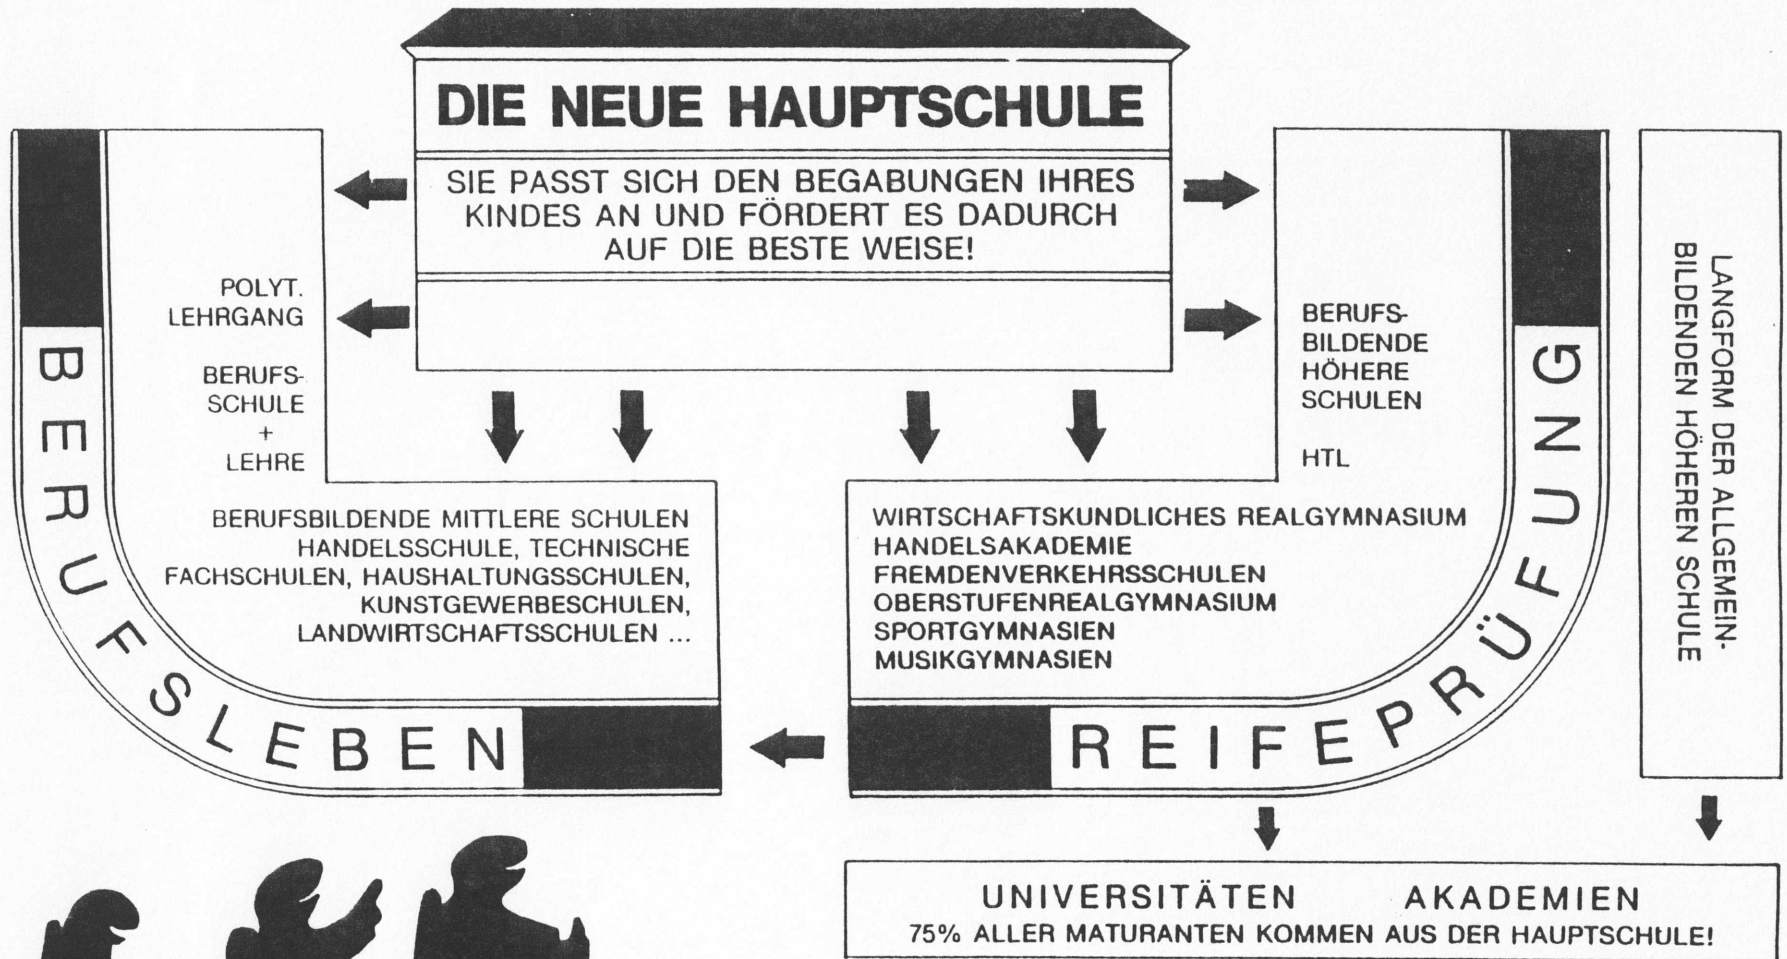 DIE NEUE HAUPTSCHULE
SIE PASST SICH DEN BEGABUNGEN IHRES
KINDES AN UND FÖRDERT ES DADURCH
AUF DIE BESTE WEISE!
POLYT.
LEHRGANG
BERUFS-
SCHULE
+
LEHRE
BERUFSBILDENDE MITTLERE SCHULEN
HANDELSSCHULE, TECHNISCHE
FACHSCHULEN, HAUSHALTUNGSSCHULEN,
KUNSTGEWERBESCHULEN,
LANDWIRTSCHAFTSSCHULEN ...
BERUFSLEBEN
BERUFS-
BILDENDE
HÖHERE
SCHULEN
HTL
WIRTSCHAFTSKUNDLICHES REALGYMNASIUM
HANDELSAKADEMIE
FREMDENVERKEHRSSCHULEN
OBERSTUFENREALGYMNASIUM
SPORTGYMNASIEN
MUSIKGYMNASIEN
REIFEPRÜFUNG
LANGFORM DER ALLGEMEIN-
BILDENDEN HÖHEREN SCHULE
UNIVERSITÄTEN AKADEMIEN
75% ALLER MATURANTEN KOMMEN AUS DER HAUPTSCHULE!